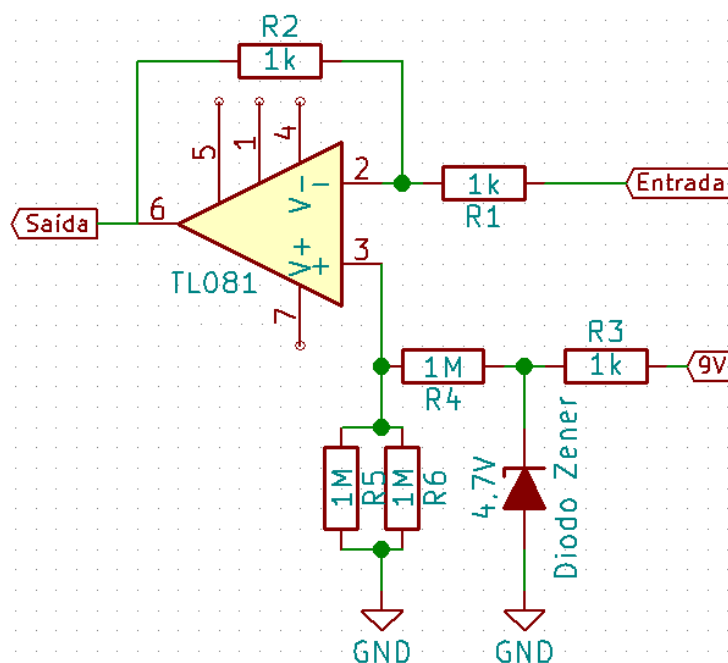 R2
1k
5
1
4
2
V-
-
6
Saída
V+
+
3
TL081
7
1k
R1
Entrada
R3
1k
9V
1M
R4
1M
R5
1M
R6
4.7V
Diodo Zener
GND
GND